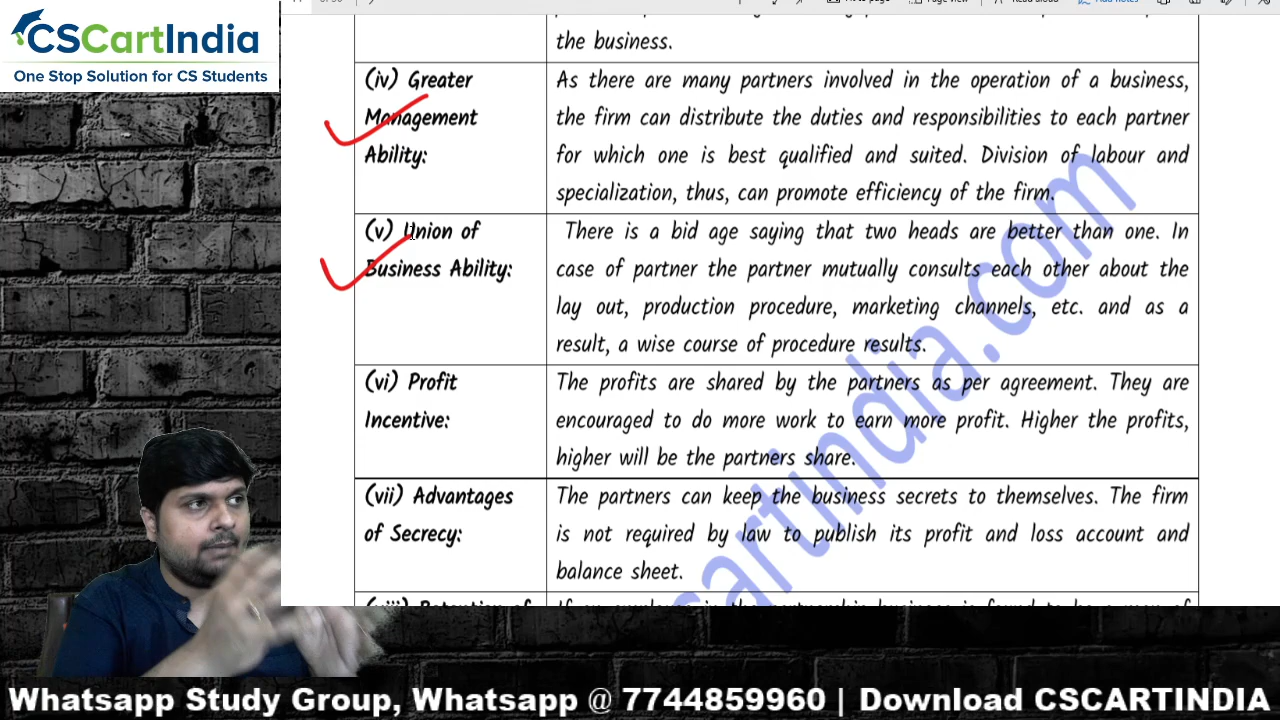 CSCartIndia
One Stop Solution for CS Students
the business.
(iv) Greater
Management
Ability:
As there are many partners involved in the operation of a business,
the firm can distribute the duties and responsibilities to each partner
for which one is best qualified and suited. Division of labour and
specialization, thus, can promote efficiency of the firm.
(v) Union of
Business Ability:
There is a bid age saying that two heads are better than one. In
case of partner the partner mutually consults each other about the
lay out, production procedure, marketing channels, etc. and as a
result, a wise course of procedure results.
(vi) Profit
Incentive:
The profits are shared by the partners as per agreement. They are
encouraged to do more work to earn more profit. Higher the profits,
higher will be the partners share.
(vii) Advantages
of Secrecy:
The partners can keep the business secrets to themselves. The firm
is not required by law to publish its profit and loss account and
balance sheet.
cartindia.com
Whatsapp Study Group, Whatsapp @ 7744859960 | Download CSCARTINDIA